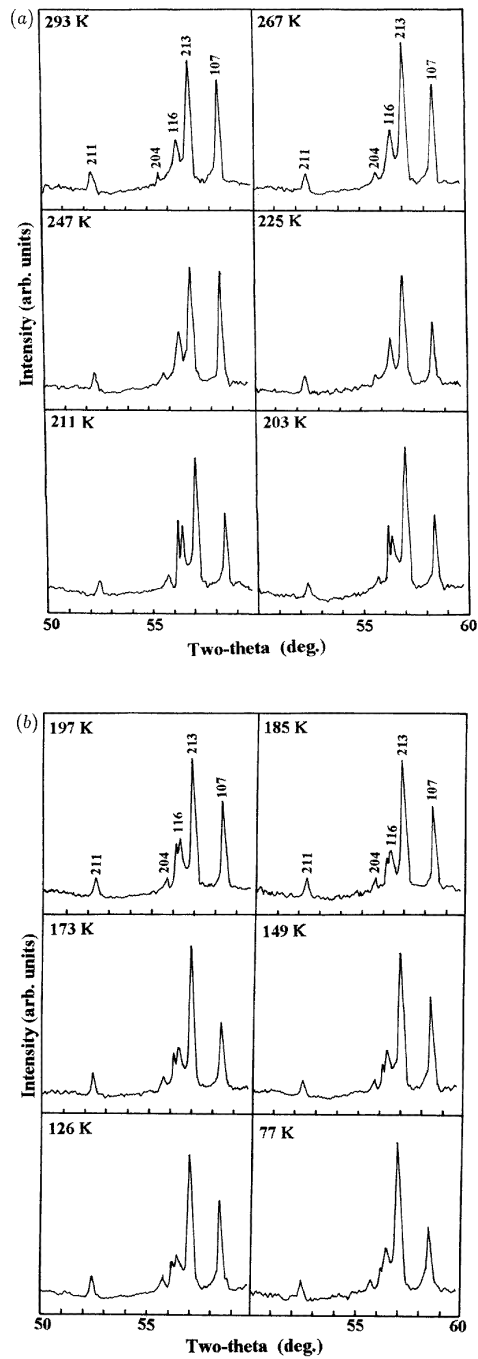 (a)
293 K
267 K
211
204
116
213
107
211
204
116
213
107
247 K
225 K
211 K
203 K
Intensity (arb. units)
50
55
55
60
Two-theta (deg.)
(b)
197 K
185 K
211
204
116
213
107
211
204
116
213
107
173 K
149 K
126 K
77 K
Intensity (arb. units)
50
55
55
60
Two-theta (deg.)